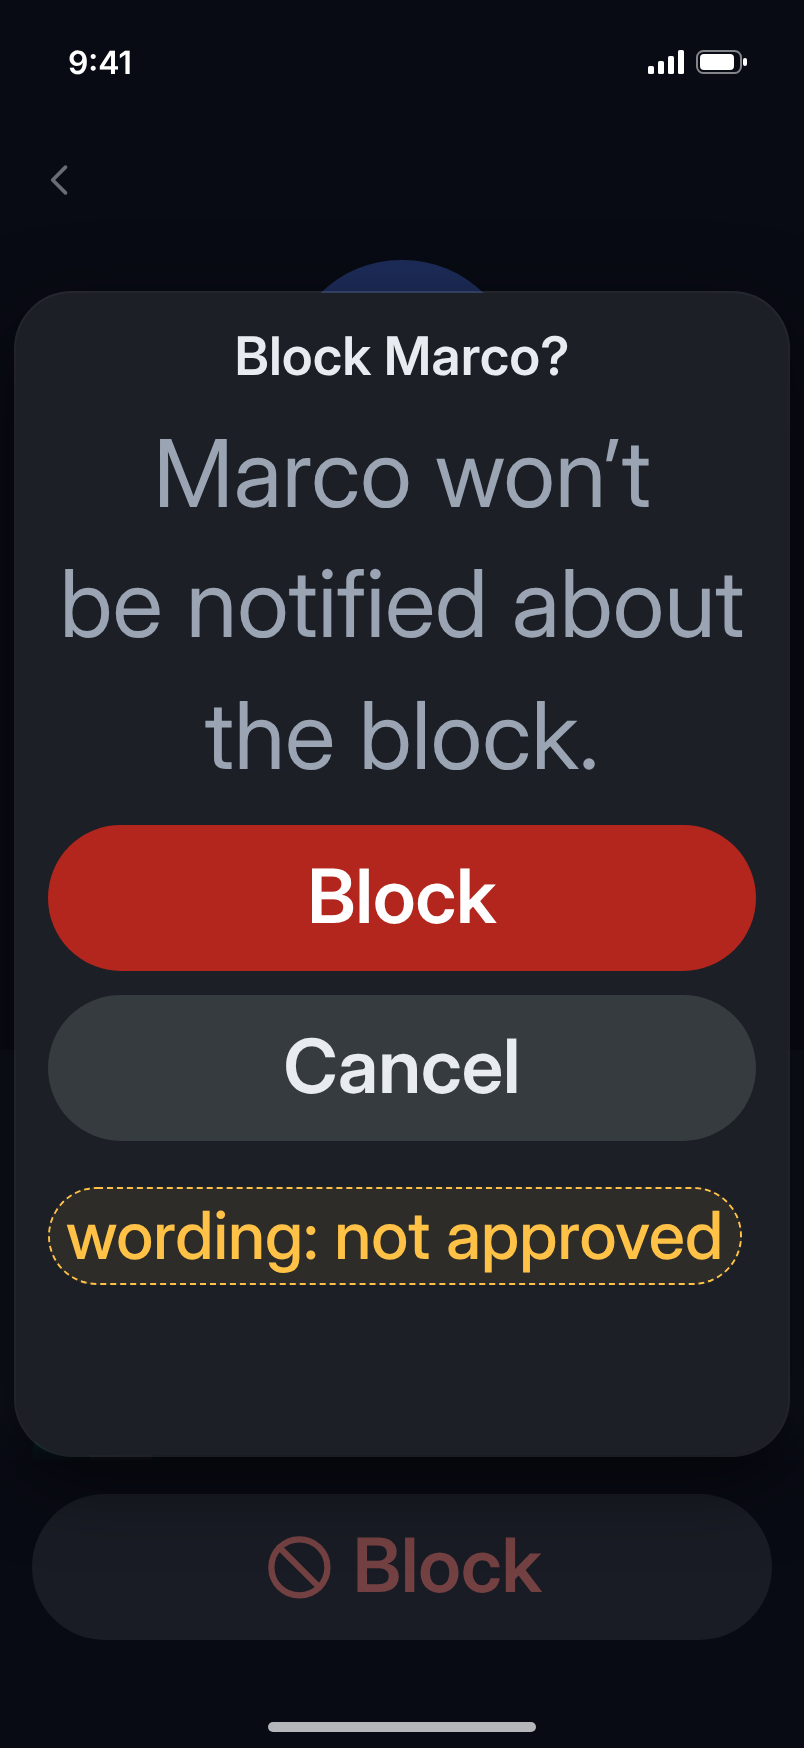 9:41
Block Marco?
Marco won’t
be notified about
the block.
Block
Cancel
wording: not approved
Block